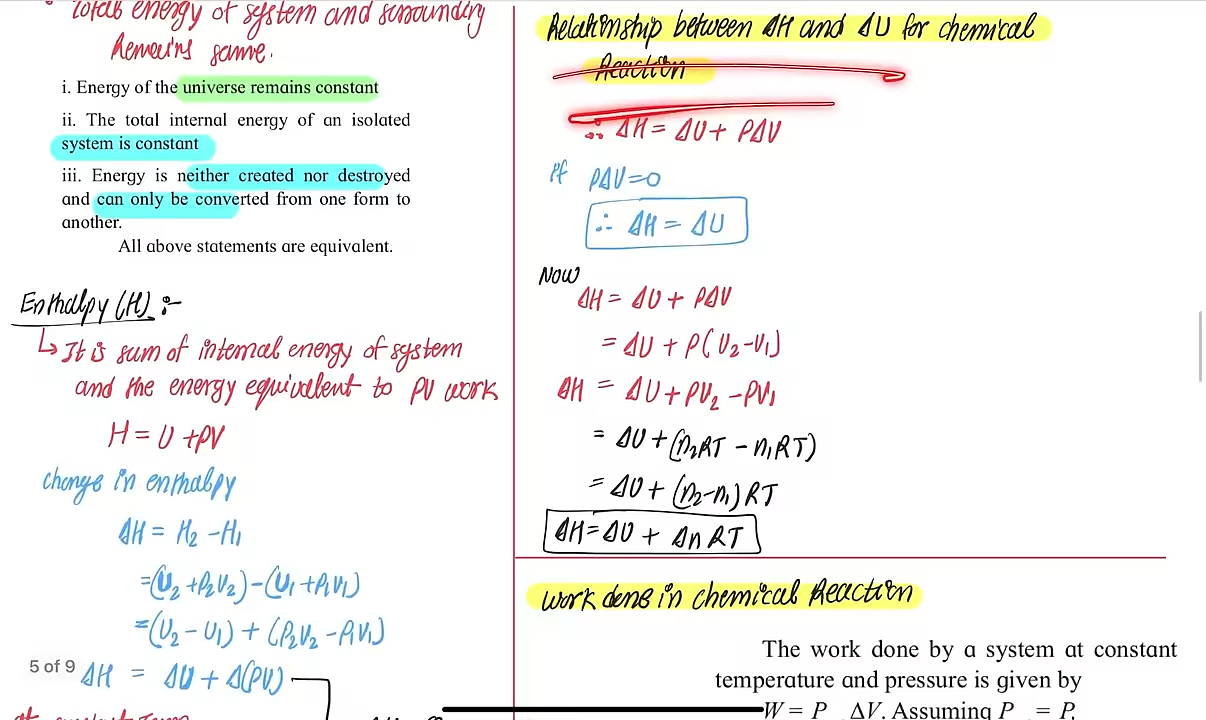 Total energy of system and surroundry
Remains same.
i. Energy of the universe remains constant
ii. The total internal energy of an isolated
system is constant
iii. Energy is neither created nor destroyed
and can only be converted from one form to
another.
All above statements are equivalent.
Enthalpy (H) :-
↳ It is sum of internal energy of system
and the energy equivalent to PV work
H = U + PV
change in enthalpy
ΔH = H₂ - H₁
= (U₂ + P₂V₂) - (U₁ + P₁V₁)
= (U₂ - U₁) + (P₂V₂ - P₁V₁)
ΔH = ΔU + Δ(PV)
5 of 9
Relationship between ΔH and ΔU for chemical
Reaction
∴ ΔH = ΔU + PΔV
If PΔV = 0
∴ ΔH = ΔU
Now
ΔH = ΔU + PΔV
= ΔU + P(V₂ - V₁)
ΔH = ΔU + PV₂ - PV₁
= ΔU + (n₂RT - n₁RT)
= ΔU + (n₂ - n₁) RT
ΔH = ΔU + Δn RT
work done in chemical Reaction
The work done by a system at constant
temperature and pressure is given by
W = P ΔV. Assuming P = P,